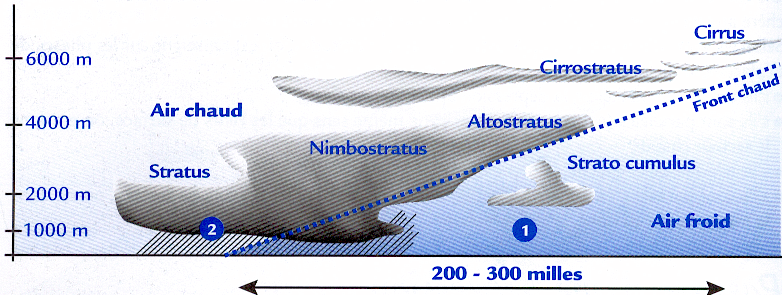 Cirrus
6000 m
Cirrostratus
Front chaud
Air chaud
4000 m
Altostratus
Nimbostratus
Stratus
Strato cumulus
2000 m
Air froid
1000 m
2
1
200 - 300 milles